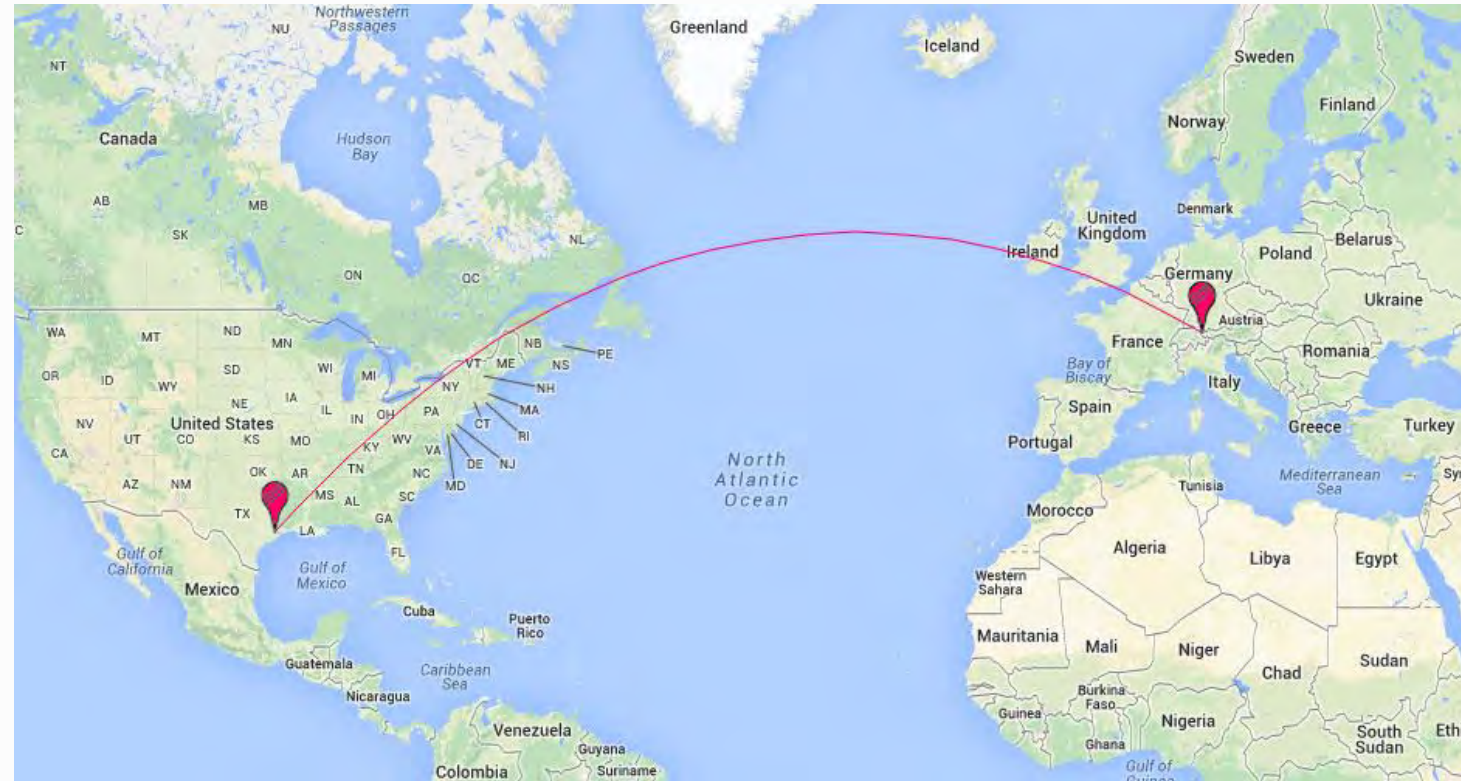 Northwestern
Passages
NU
Greenland
Iceland
NT
Sweden
Finland
Norway
Canada
Hudson
Bay
AB
MB
SK
C
NL
ON
QC
United
Kingdom
Denmark
Ireland
Belarus
Poland
Germany
Ukraine
Austria
France
Romania
WA
MT
ND
MN
NB
PE
VT
ME
NS
OR
ID
SD
WI
MI
WY
NY
NH
Bay of
Biscay
Italy
NE
IA
IL
IN
OH
PA
MA
NV
United States
CT
Spain
UT
CO
KS
MO
WV
RI
Greece
Turkey
CA
KY
VA
DE
NJ
Portugal
OK
AR
TN
NC
MD
North
Atlantic
Ocean
Mediterranean
Sea
Sy
AZ
NM
Tunisia
MS
AL
SC
TX
GA
Morocco
LA
FL
Algeria
Libya
Egypt
Gulf of
California
Gulf of
Mexico
Mexico
Western
Sahara
Cuba
Puerto
Rico
Mauritania
Mali
Niger
Chad
Sudan
Guatemala
Caribbean
Sea
Nicaragua
Burkina
Faso
Guinea
Nigeria
Venezuela
Guyana
Suriname
Colombia
Ghana
South
Sudan
Eth
Gulf of
Guinea